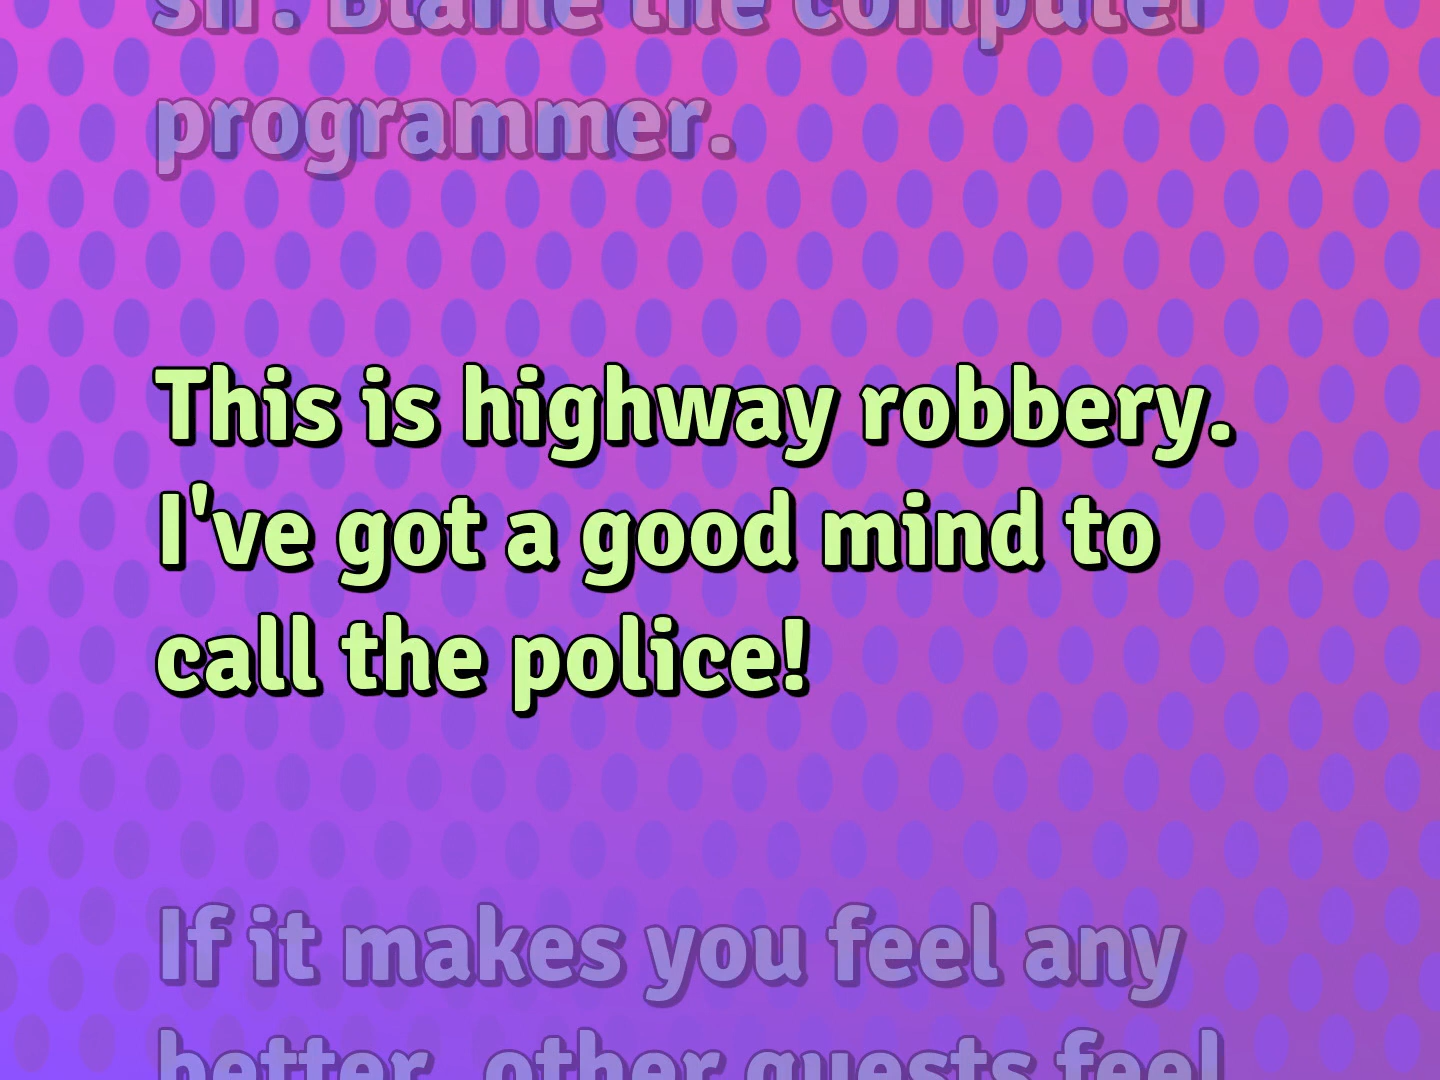 sir. Blame the computer
programmer.
This is highway robbery.
I've got a good mind to
call the police!
If it makes you feel any
better, other guests feel